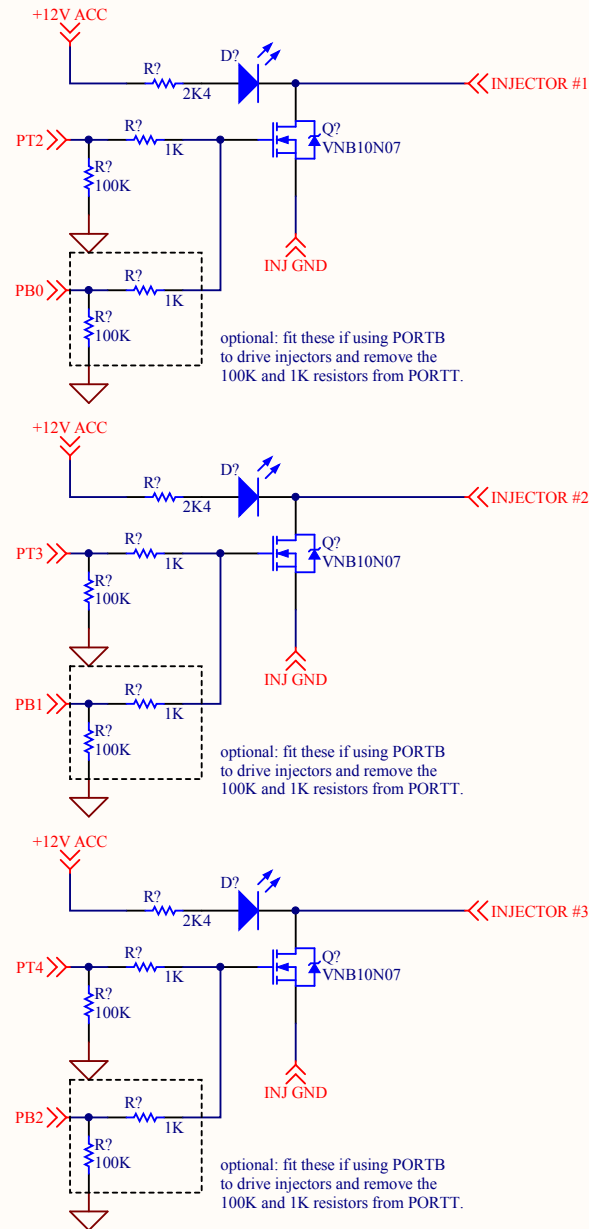 +12V ACC
D?
R?
2K4
INJECTOR #1
PT2
R?
1K
Q?
VNB10N07
R?
100K
INJ GND
PB0
R?
1K
R?
100K
optional: fit these if using PORTB
to drive injectors and remove the
100K and 1K resistors from PORTT.
+12V ACC
D?
R?
2K4
INJECTOR #2
PT3
R?
1K
Q?
VNB10N07
R?
100K
INJ GND
PB1
R?
1K
R?
100K
optional: fit these if using PORTB
to drive injectors and remove the
100K and 1K resistors from PORTT.
+12V ACC
D?
R?
2K4
INJECTOR #3
PT4
R?
1K
Q?
VNB10N07
R?
100K
INJ GND
PB2
R?
1K
R?
100K
optional: fit these if using PORTB
to drive injectors and remove the
100K and 1K resistors from PORTT.